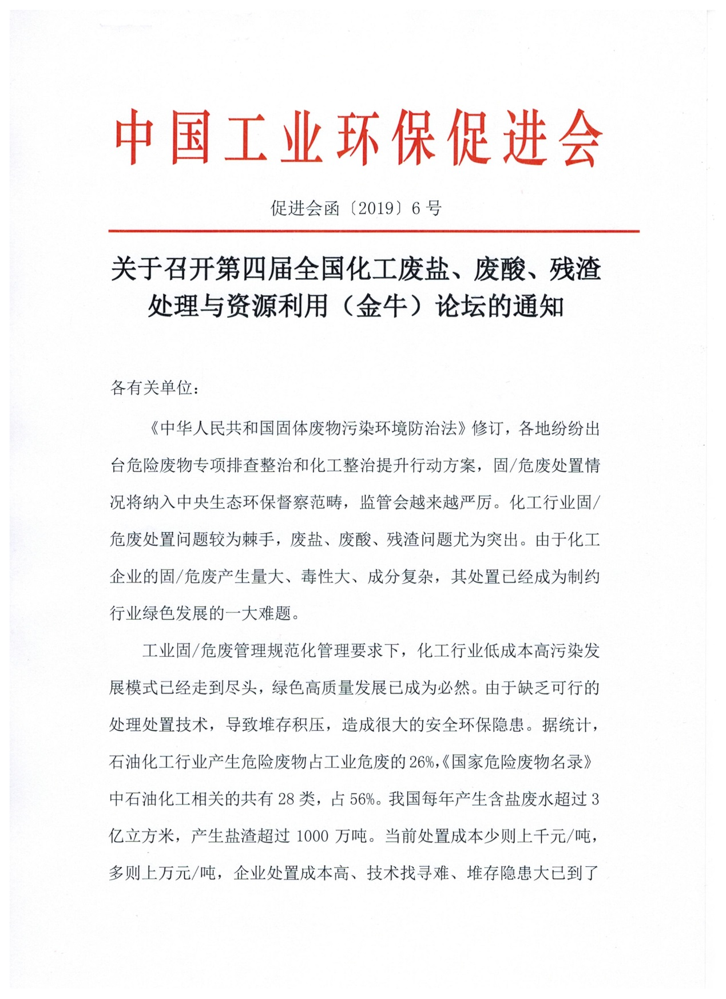 中国工业环保促进会
促进会函〔2019〕6号
关于召开第四届全国化工废盐、废酸、残渣
处理与资源利用（金牛）论坛的通知
各有关单位：
《中华人民共和国固体废物污染环境防治法》修订，各地纷纷出
台危险废物专项排查整治和化工整治提升行动方案，固/危废处置情
况将纳入中央生态环保督察范畴，监管会越来越严厉。化工行业固/
危废处置问题较为棘手，废盐、废酸、残渣问题尤为突出。由于化工
企业的固/危废产生量大、毒性大、成分复杂，其处置已经成为制约
行业绿色发展的一大难题。
工业固/危废管理规范化管理要求下，化工行业低成本高污染发
展模式已经走到尽头，绿色高质量发展已成为必然。由于缺乏可行的
处理处置技术，导致堆存积压，造成很大的安全环保隐患。据统计，
石油化工行业产生危险废物占工业危废的26%，《国家危险废物名录》
中石油化工相关的共有28类，占56%。我国每年产生含盐废水超过3
亿立方米，产生盐渣超过1000万吨。当前处置成本少则上千元/吨，
多则上万元/吨，企业处置成本高、技术找寻难、堆存隐患大已到了